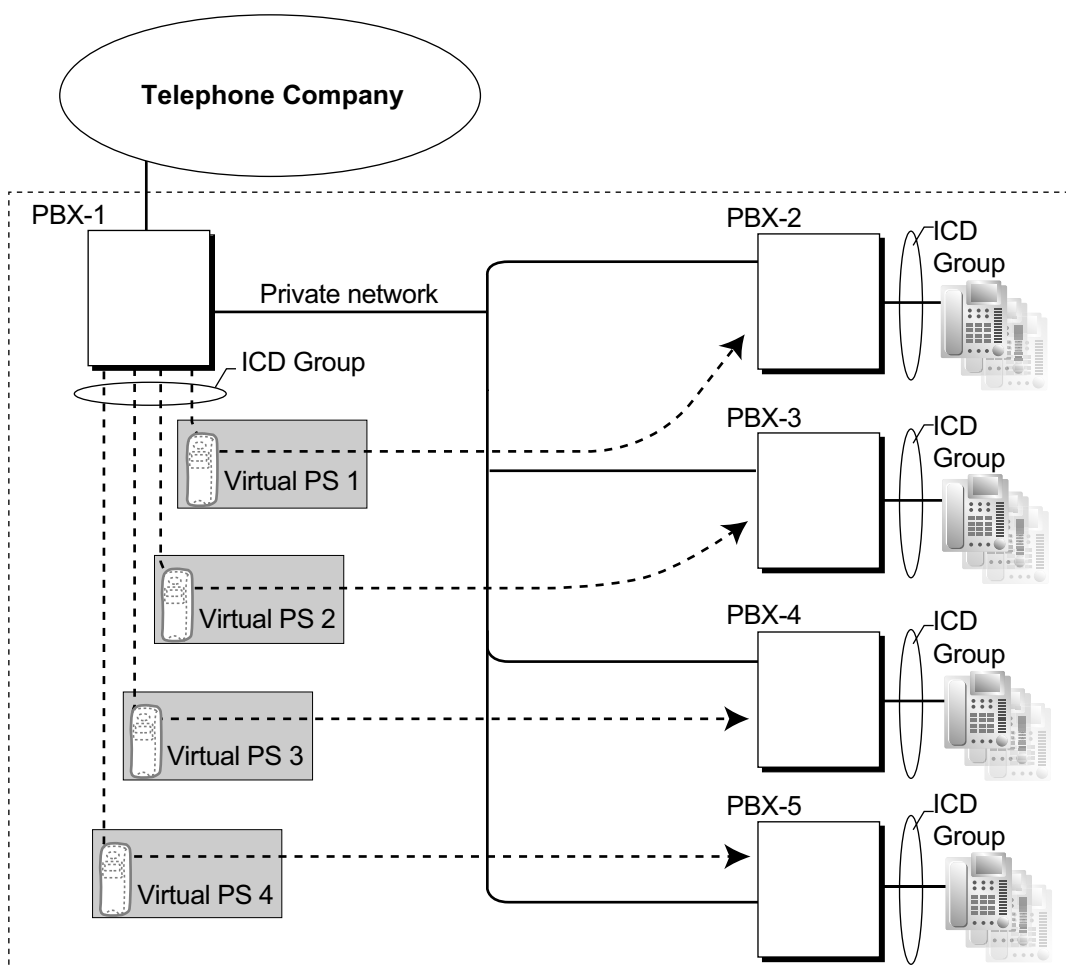 Telephone Company
PBX-1
Private network
ICD Group
Virtual PS 1
Virtual PS 2
Virtual PS 3
Virtual PS 4
PBX-2
ICD
Group
PBX-3
ICD
Group
PBX-4
ICD
Group
PBX-5
ICD
Group